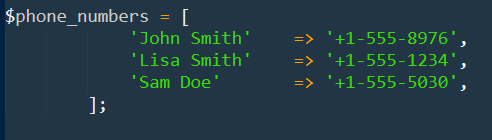 $phone_numbers = [
'John Smith' => '+1-555-8976',
'Lisa Smith' => '+1-555-1234',
'Sam Doe' => '+1-555-5030',
];